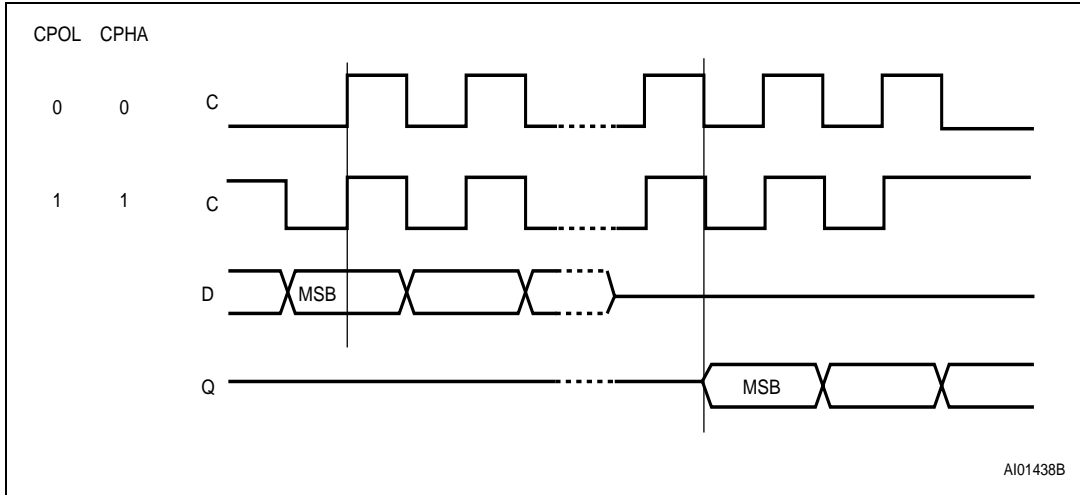 CPOL CPHA
0 0 C
1 1 C
D MSB
Q MSB
AI01438B